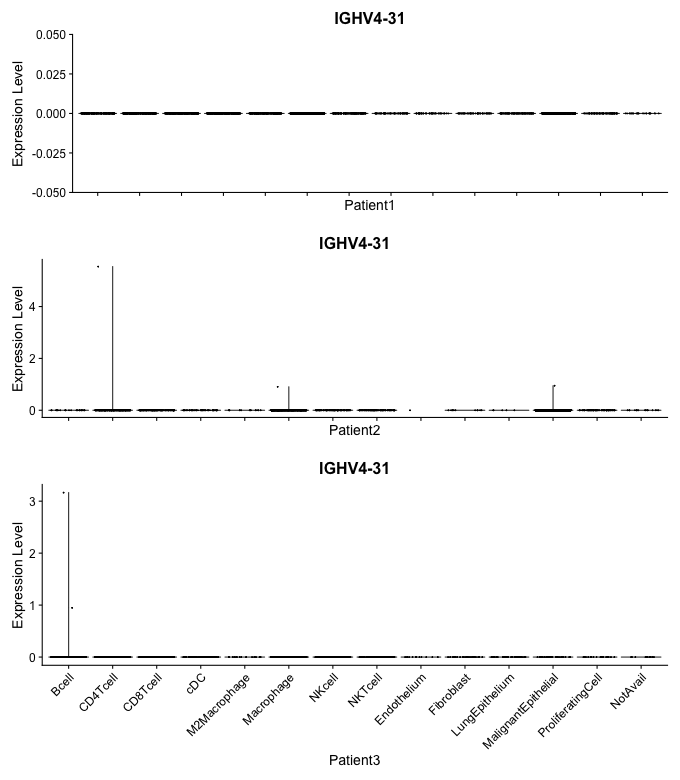 IGHV4-31
Expression Level
0.050
0.025
0.000
-0.025
-0.050
Patient1
IGHV4-31
Expression Level
4
2
0
Patient2
IGHV4-31
Expression Level
3
2
1
0
Bcell
CD4Tcell
CD8Tcell
cDC
M2Macrophage
Macrophage
NKcell
NKTcell
Endothelium
Fibroblast
LungEpithelium
MalignantEpithelial
ProliferatingCell
NotAvail
Patient3